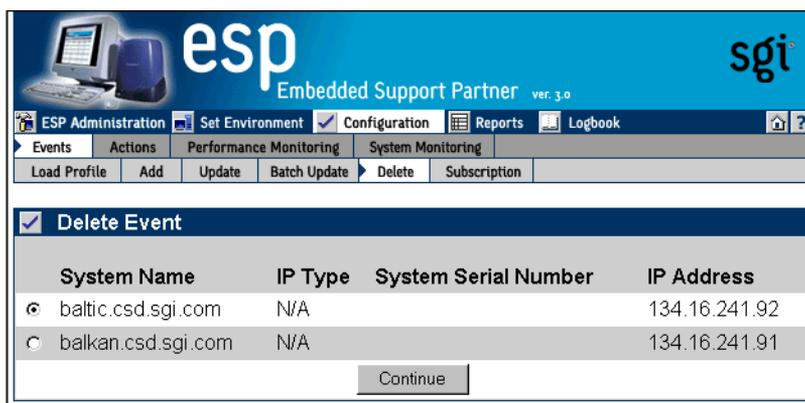 esp
Embedded Support Partner ver. 3.0
sgi
ESP Administration Set Environment Configuration Reports Logbook ?
Events Actions Performance Monitoring System Monitoring
Load Profile Add Update Batch Update Delete Subscription
Delete Event
System Name IP Type System Serial Number IP Address
baltic.csd.sgi.com N/A 134.16.241.92
balkan.csd.sgi.com N/A 134.16.241.91
Continue